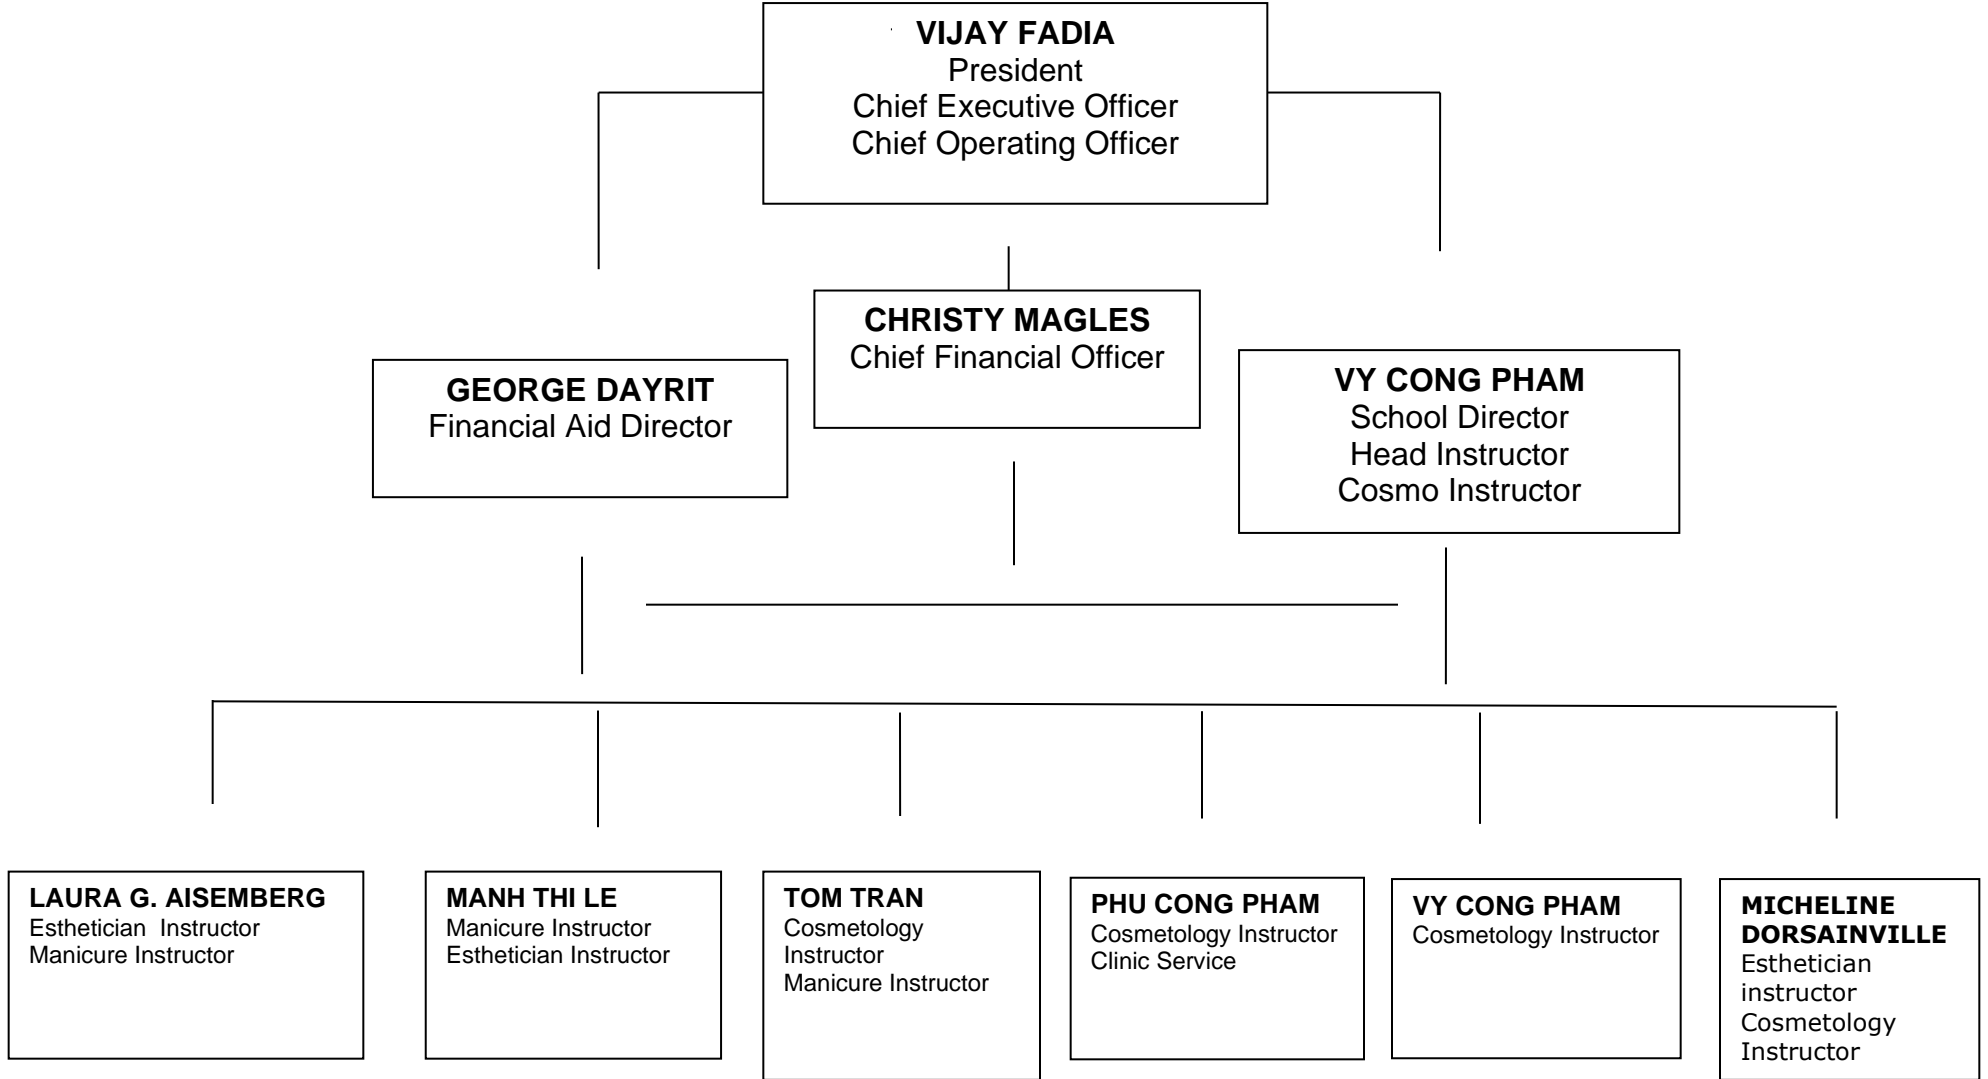 VIJAY FADIA
President
Chief Executive Officer
Chief Operating Officer
CHRISTY MAGLES
Chief Financial Officer
GEORGE DAYRIT
Financial Aid Director
VY CONG PHAM
School Director
Head Instructor
Cosmo Instructor
LAURA G. AISEMBERG
Esthetician Instructor
Manicure Instructor
MANH THI LE
Manicure Instructor
Esthetician Instructor
TOM TRAN
Cosmetology
Instructor
Manicure Instructor
PHU CONG PHAM
Cosmetology Instructor
Clinic Service
VY CONG PHAM
Cosmetology Instructor
MICHELINE
DORSAINVILLE
Esthetician
instructor
Cosmetology
Instructor